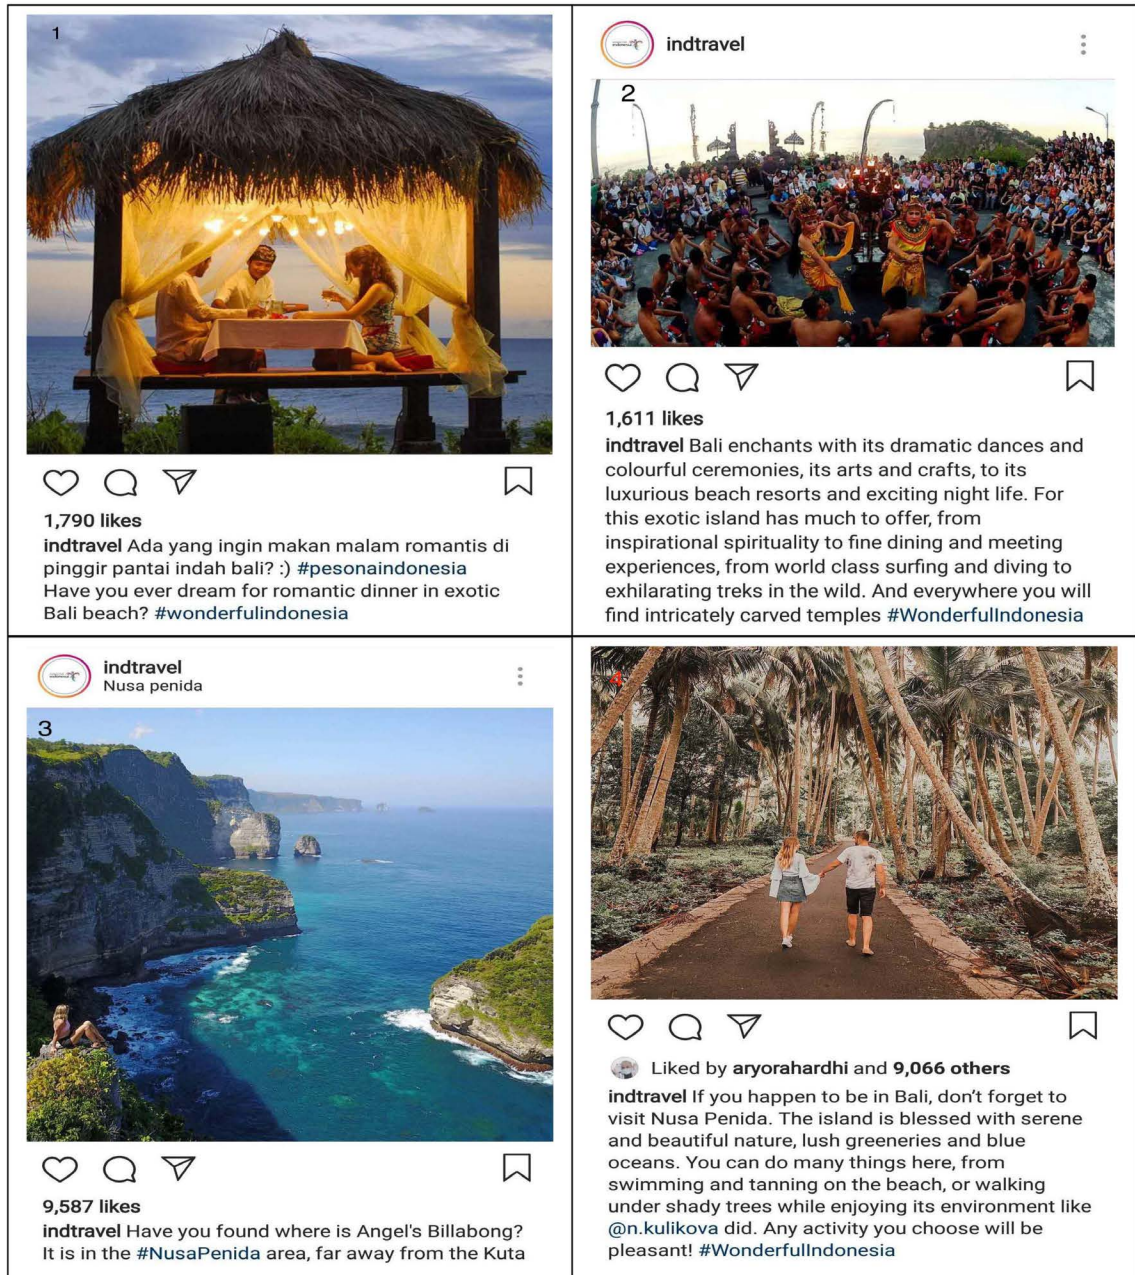 1
1,790 likes
indtravel Ada yang ingin makan malam romantis di
pinggir pantai indah bali? :) #pesonaindonesia
Have you ever dream for romantic dinner in exotic
Bali beach? #wonderfulindonesia
indtravel
2
1,611 likes
indtravel Bali enchants with its dramatic dances and
colourful ceremonies, its arts and crafts, to its
luxurious beach resorts and exciting night life. For
this exotic island has much to offer, from
inspirational spirituality to fine dining and meeting
experiences, from world class surfing and diving to
exhilarating treks in the wild. And everywhere you will
find intricately carved temples #WonderfulIndonesia
indtravel
Nusa penida
3
9,587 likes
indtravel Have you found where is Angel's Billabong?
It is in the #NusaPenida area, far away from the Kuta
4
Liked by aryorahardhi and 9,066 others
indtravel If you happen to be in Bali, don't forget to
visit Nusa Penida. The island is blessed with serene
and beautiful nature, lush greeneries and blue
oceans. You can do many things here, from
swimming and tanning on the beach, or walking
under shady trees while enjoying its environment like
@n.kulikova did. Any activity you choose will be
pleasant! #WonderfulIndonesia